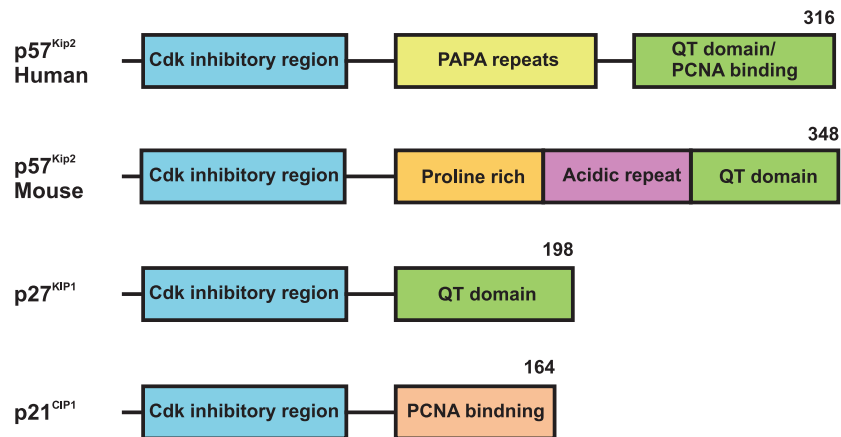 316
p57Kip2
Human
Cdk inhibitory region
PAPA repeats
QT domain/
PCNA binding
348
p57Kip2
Mouse
Cdk inhibitory region
Proline rich
Acidic repeat
QT domain
198
p27KIP1
Cdk inhibitory region
QT domain
164
p21CIP1
Cdk inhibitory region
PCNA bindning